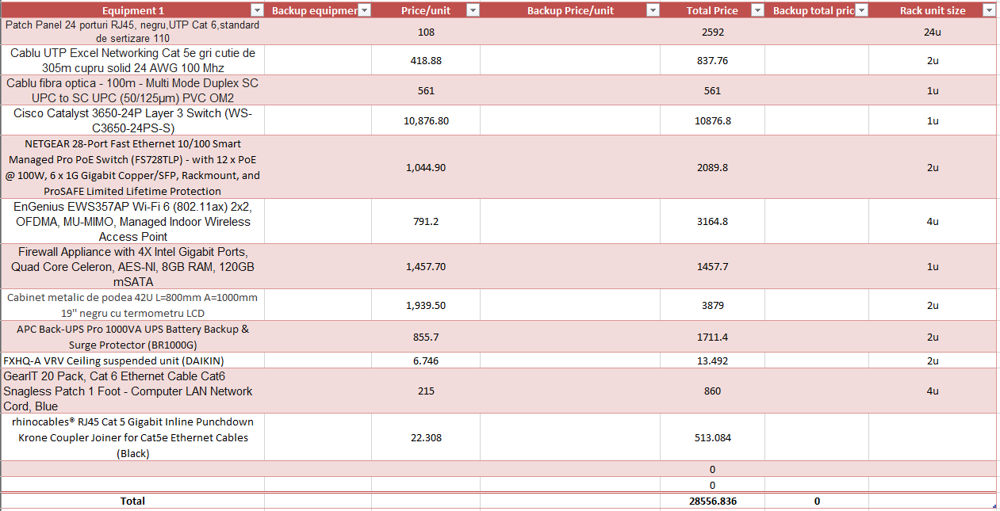 Equipment 1 Backup equipmer Price/unit Backup Price/unit Total Price Backup total pric Rack unit size
Patch Panel 24 porturi RJ45, negru,UTP Cat 6,standard
de sertizare 110 108 2592 24u
Cablu UTP Excel Networking Cat 5e gri cutie de
305m cupru solid 24 AWG 100 Mhz 418.88 837.76 2u
Cablu fibra optica - 100m - Multi Mode Duplex SC
UPC to SC UPC (50/125µm) PVC OM2 561 561 1u
Cisco Catalyst 3650-24P Layer 3 Switch (WS-
C3650-24PS-S) 10,876.80 10876.8 1u
NETGEAR 28-Port Fast Ethernet 10/100 Smart
Managed Pro PoE Switch (FS728TLP) - with 12 x PoE
@ 100W, 6 x 1G Gigabit Copper/SFP, Rackmount, and
ProSAFE Limited Lifetime Protection 1,044.90 2089.8 2u
EnGenius EWS357AP Wi-Fi 6 (802.11ax) 2x2,
OFDMA, MU-MIMO, Managed Indoor Wireless
Access Point 791.2 3164.8 4u
Firewall Appliance with 4X Intel Gigabit Ports,
Quad Core Celeron, AES-NI, 8GB RAM, 120GB
mSATA 1,457.70 1457.7 1u
Cabinet metalic de podea 42U L=800mm A=1000mm
19" negru cu termometru LCD 1,939.50 3879 2u
APC Back-UPS Pro 1000VA UPS Battery Backup &
Surge Protector (BR1000G) 855.7 1711.4 2u
FXHQ-A VRV Ceiling suspended unit (DAIKIN) 6.746 13.492 2u
GearIT 20 Pack, Cat 6 Ethernet Cable Cat6
Snagless Patch 1 Foot - Computer LAN Network
Cord, Blue 215 860 4u
rhinocables® RJ45 Cat 5 Gigabit Inline Punchdown
Krone Coupler Joiner for Cat5e Ethernet Cables
(Black) 22.308 513.084
0
0
Total 28556.836 0